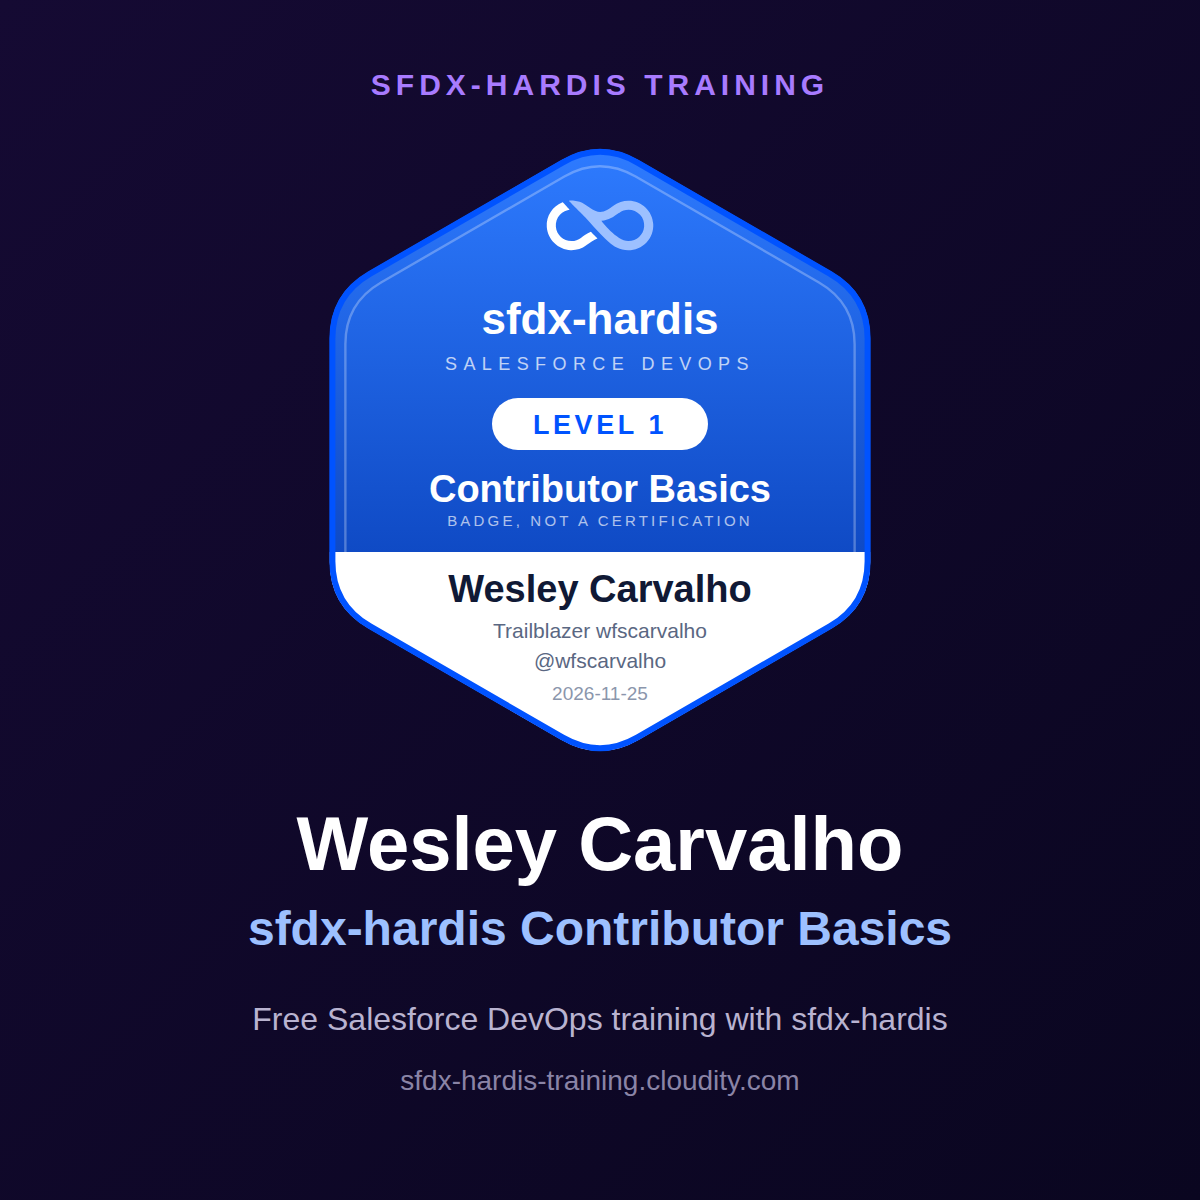 SFDX-HARDIS TRAINING
sfdx-hardis
SALESFORCE DEVOPS
LEVEL 1
Contributor Basics
BADGE, NOT A CERTIFICATION
Wesley Carvalho
Trailblazer wfscarvalho
@wfscarvalho
2026-11-25
Wesley Carvalho
sfdx-hardis Contributor Basics
Free Salesforce DevOps training with sfdx-hardis
sfdx-hardis-training.cloudity.com